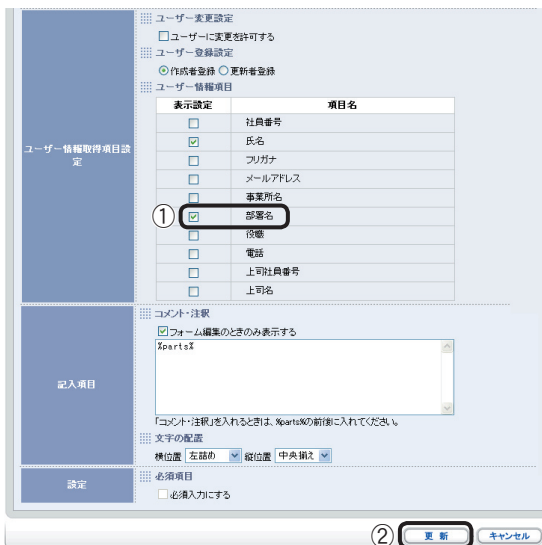 ユーザー変更設定
ユーザーに変更を許可する
ユーザー登録設定
作成者登録 更新者登録
ユーザー情報項目
表示設定 項目名
社員番号
氏名
フリガナ
メールアドレス
事業所名
① 部署名
役職
電話
上司社員番号
上司名
ユーザー情報取得項目設
定
コメント・注釈
フォーム編集のときのみ表示する
%parts%
「コメント・注釈」を入れるときは、%parts%の前後に入れてください。
記入項目
文字の配置
横位置 左詰め 縦位置 中央揃え
設定
必須項目
必須入力にする
② 更 新 キャンセル